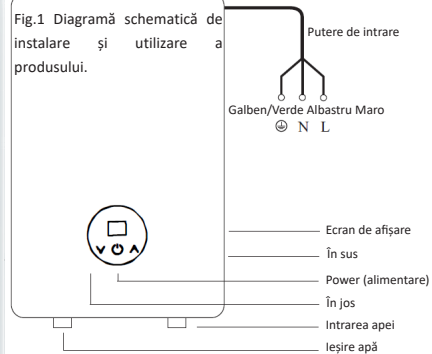 Fig.1 Diagramă schematică de
instalare și utilizare a
produsului.
Putere de intrare
Galben/Verde Albastru Maro
N L
Ecran de afișare
În sus
Power (alimentare)
În jos
Intrarea apei
Ieșire apă